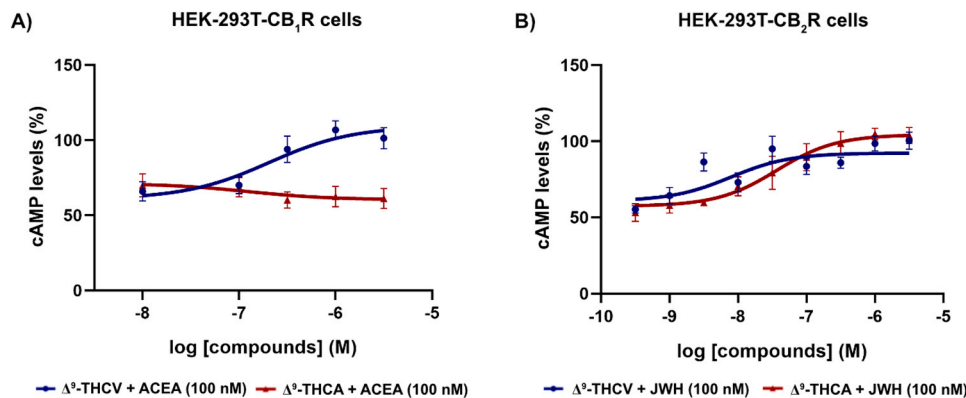 A) HEK-293T-CB₁R cells
cAMP levels (%)
150
100
50
0
-8 -7 -6 -5
log [compounds] (M)
Δ⁹-THCV + ACEA (100 nM) Δ⁹-THCA + ACEA (100 nM)
B) HEK-293T-CB₂R cells
cAMP levels (%)
150
100
50
0
-10 -9 -8 -7 -6 -5
log [compounds] (M)
Δ⁹-THCV + JWH (100 nM) Δ⁹-THCA + JWH (100 nM)